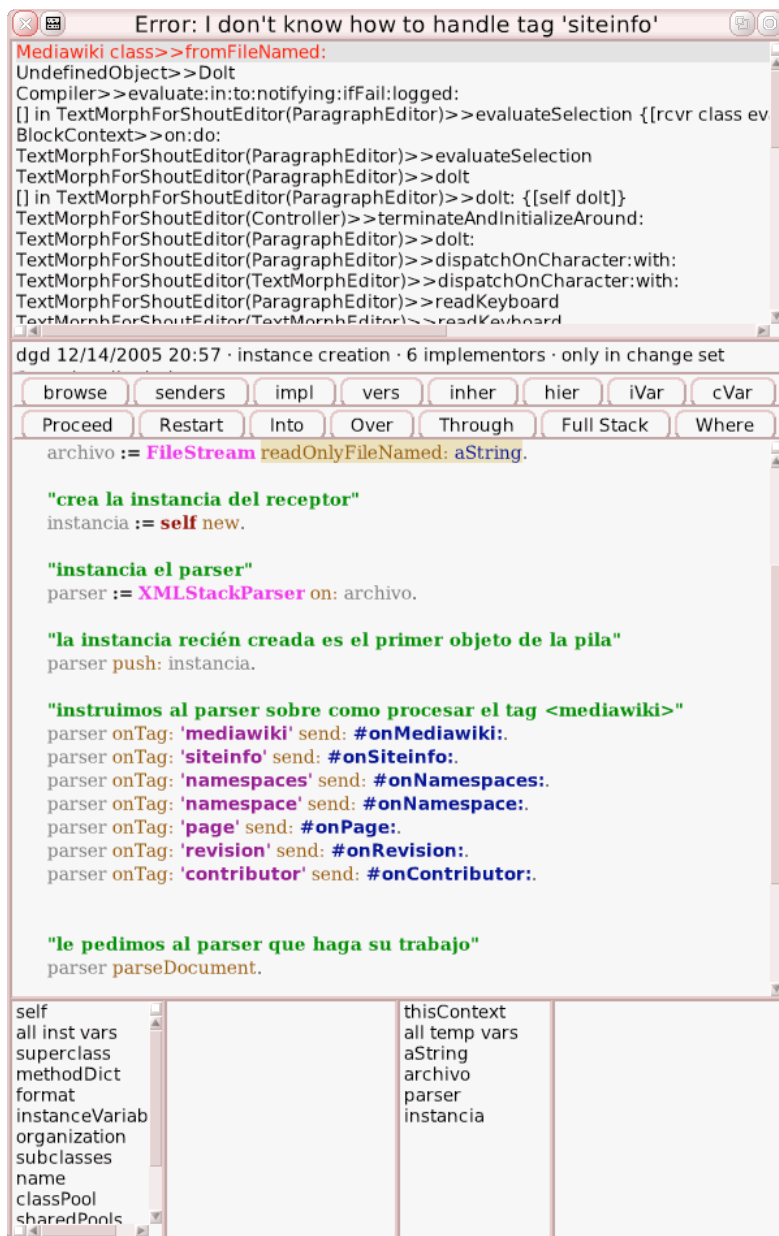 Error: I don't know how to handle tag 'siteinfo'
Mediawiki class>>fromFileNamed:
UndefinedObject>>DoIt
Compiler>>evaluate:in:to:notifying:ifFail:logged:
[] in TextMorphForShoutEditor(ParagraphEditor)>>evaluateSelection {[rcvr class ev
BlockContext>>on:do:
TextMorphForShoutEditor(ParagraphEditor)>>evaluateSelection
TextMorphForShoutEditor(ParagraphEditor)>>doIt
[] in TextMorphForShoutEditor(ParagraphEditor)>>doIt: {[self doIt]}
TextMorphForShoutEditor(Controller)>>terminateAndInitializeAround:
TextMorphForShoutEditor(ParagraphEditor)>>doIt:
TextMorphForShoutEditor(ParagraphEditor)>>dispatchOnCharacter:with:
TextMorphForShoutEditor(TextMorphEditor)>>dispatchOnCharacter:with:
TextMorphForShoutEditor(ParagraphEditor)>>readKeyboard
TextMorphForShoutEditor(TextMorphEditor)>>readKeyboard
dgd 12/14/2005 20:57 · instance creation · 6 implementors · only in change set
browse senders impl vers inher hier iVar cVar
Proceed Restart Into Over Through Full Stack Where
archivo := FileStream readOnlyFileNamed: aString.
"crea la instancia del receptor"
instancia := self new.
"instancia el parser"
parser := XMLStackParser on: archivo.
"la instancia recién creada es el primer objeto de la pila"
parser push: instancia.
"instruimos al parser sobre como procesar el tag <mediawiki>"
parser onTag: 'mediawiki' send: #onMediawiki:.
parser onTag: 'siteinfo' send: #onSiteinfo:.
parser onTag: 'namespaces' send: #onNamespaces:.
parser onTag: 'namespace' send: #onNamespace:.
parser onTag: 'page' send: #onPage:.
parser onTag: 'revision' send: #onRevision:.
parser onTag: 'contributor' send: #onContributor:.
"le pedimos al parser que haga su trabajo"
parser parseDocument.
self
all inst vars
superclass
methodDict
format
instanceVariab
organization
subclasses
name
classPool
sharedPools
thisContext
all temp vars
aString
archivo
parser
instancia